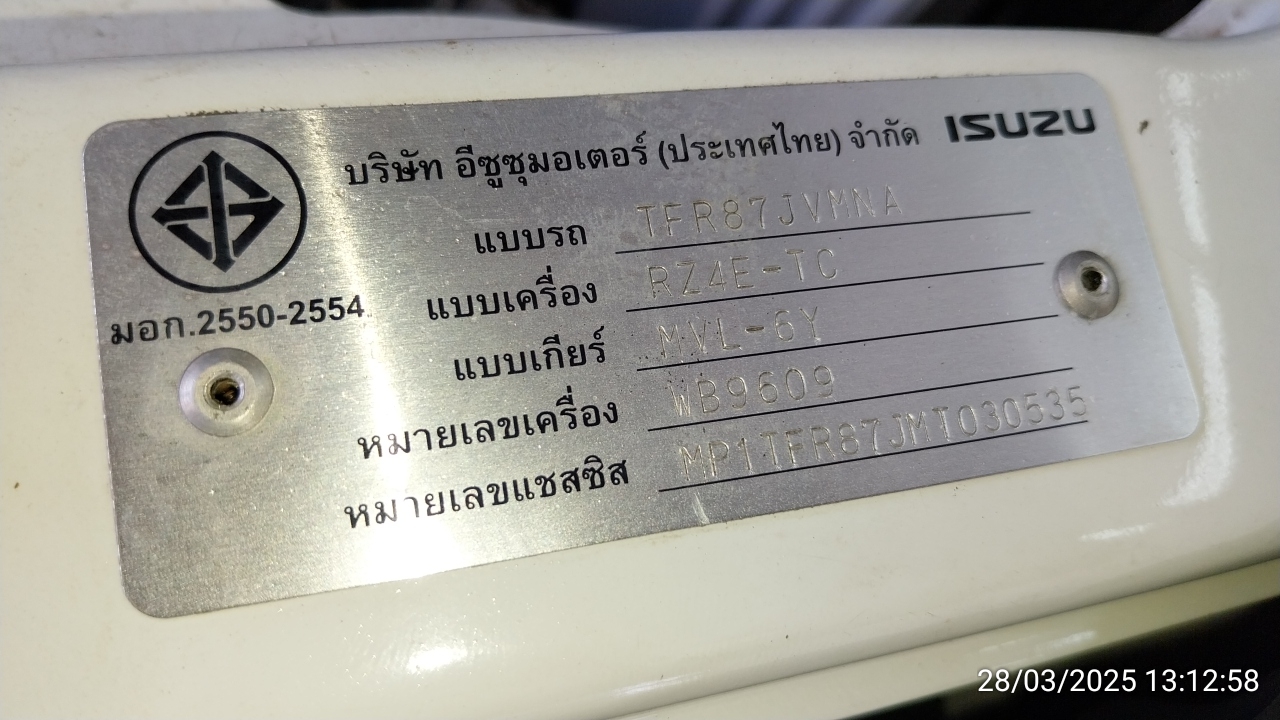 บริษัท อีซูซุมอเตอร์ (ประเทศไทย) จำกัด ISUZU
แบบรถ TFR87JVMNA
แบบเครื่อง RZ4E-TC
มอก.2550-2554
แบบเกียร์ MVL-6Y
หมายเลขเครื่อง WB9609
หมายเลขแชสซิส MP1TFR87JMT030535
28/03/2025 13:12:58